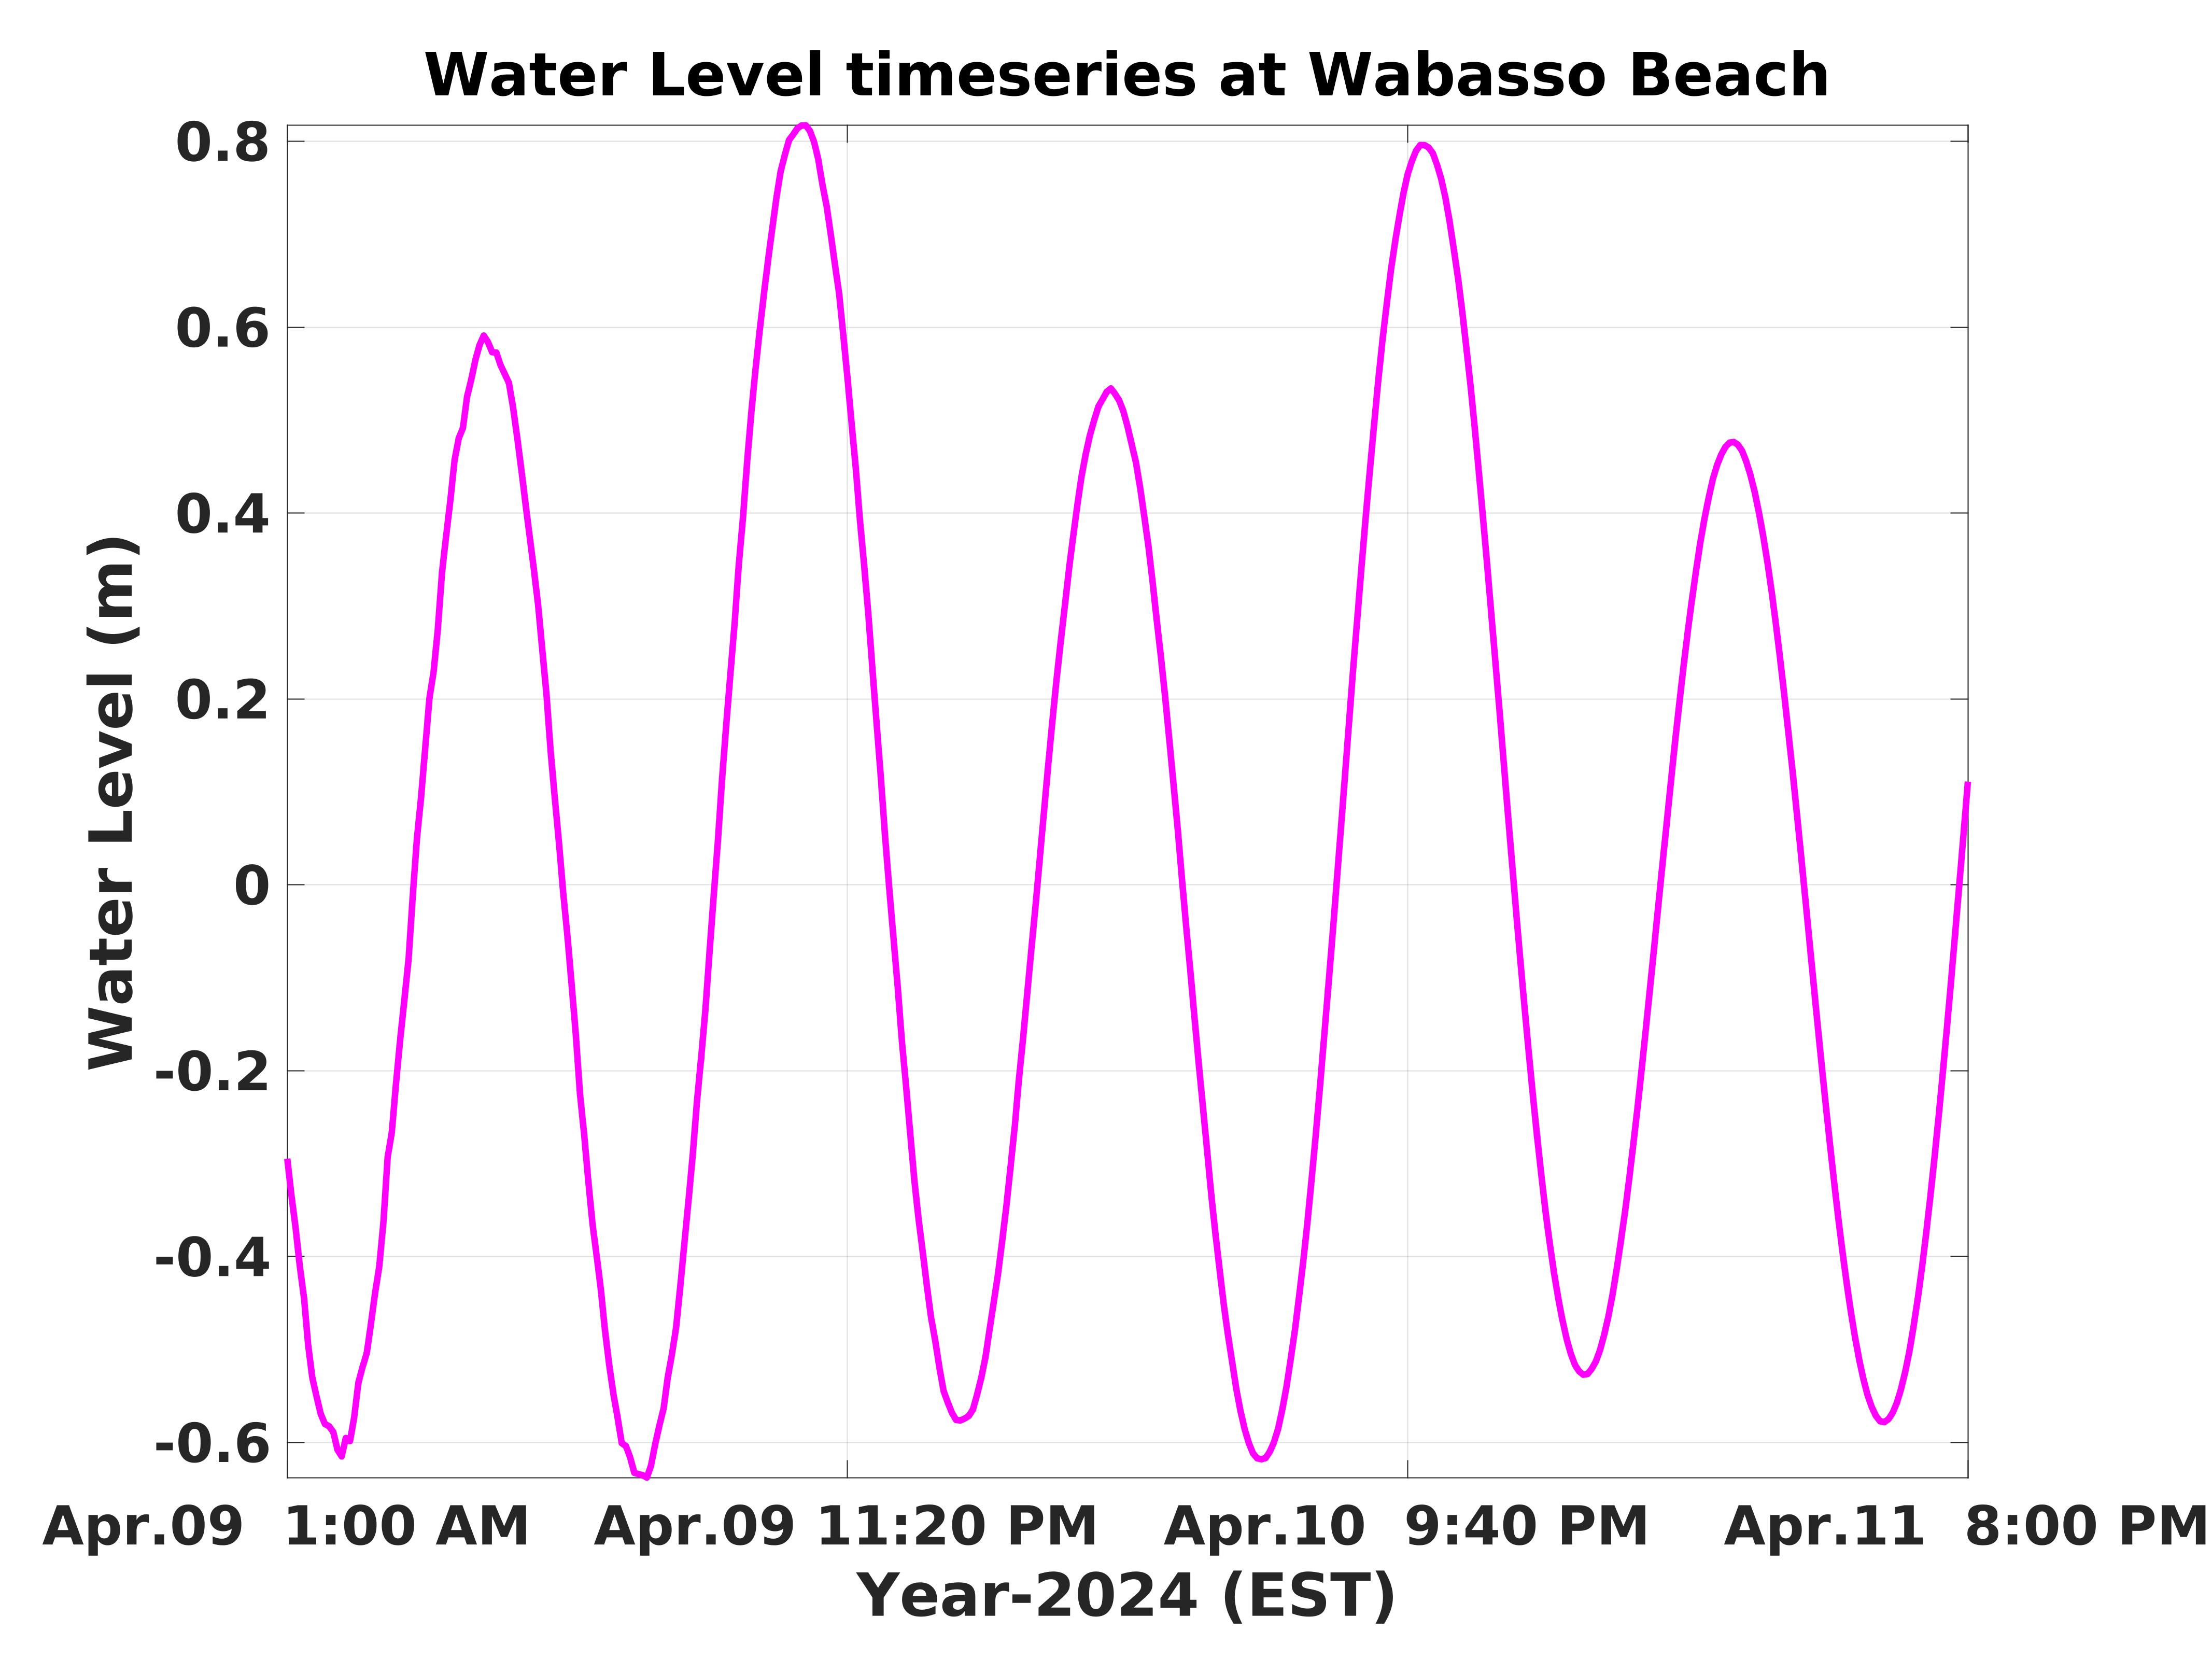 Water Level timeseries at Wabasso Beach
0.8
0.6
0.4
0.2
0
-0.2
-0.4
-0.6
Water Level (m)
Apr.09  1:00 AM
Apr.09 11:20 PM
Apr.10  9:40 PM
Apr.11  8:00 PM
Year-2024 (EST)